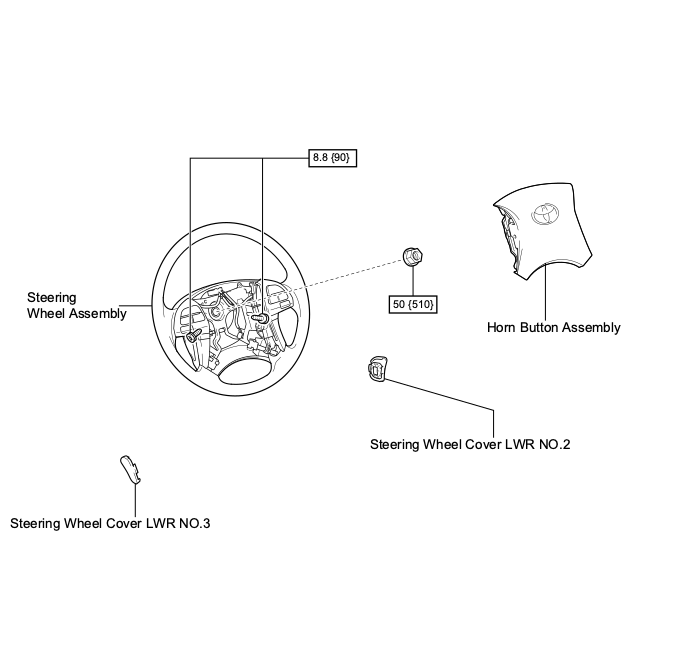 8.8 {90}
Steering
Wheel Assembly
50 {510}
Horn Button Assembly
Steering Wheel Cover LWR NO.2
Steering Wheel Cover LWR NO.3